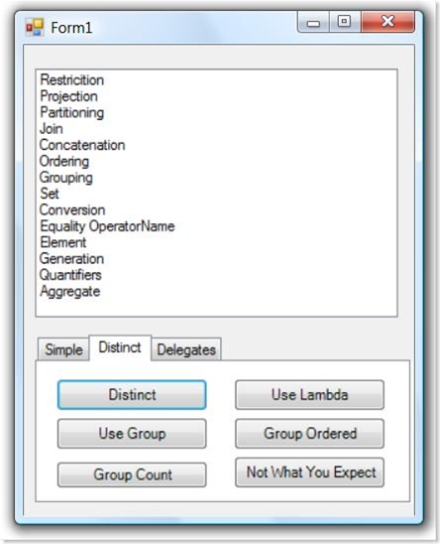 Form1
Restricition
Projection
Partitioning
Join
Concatenation
Ordering
Grouping
Set
Conversion
Equality OperatorName
Element
Generation
Quantifiers
Aggregate
Simple Distinct Delegates
Distinct Use Lambda
Use Group Group Ordered
Group Count Not What You Expect